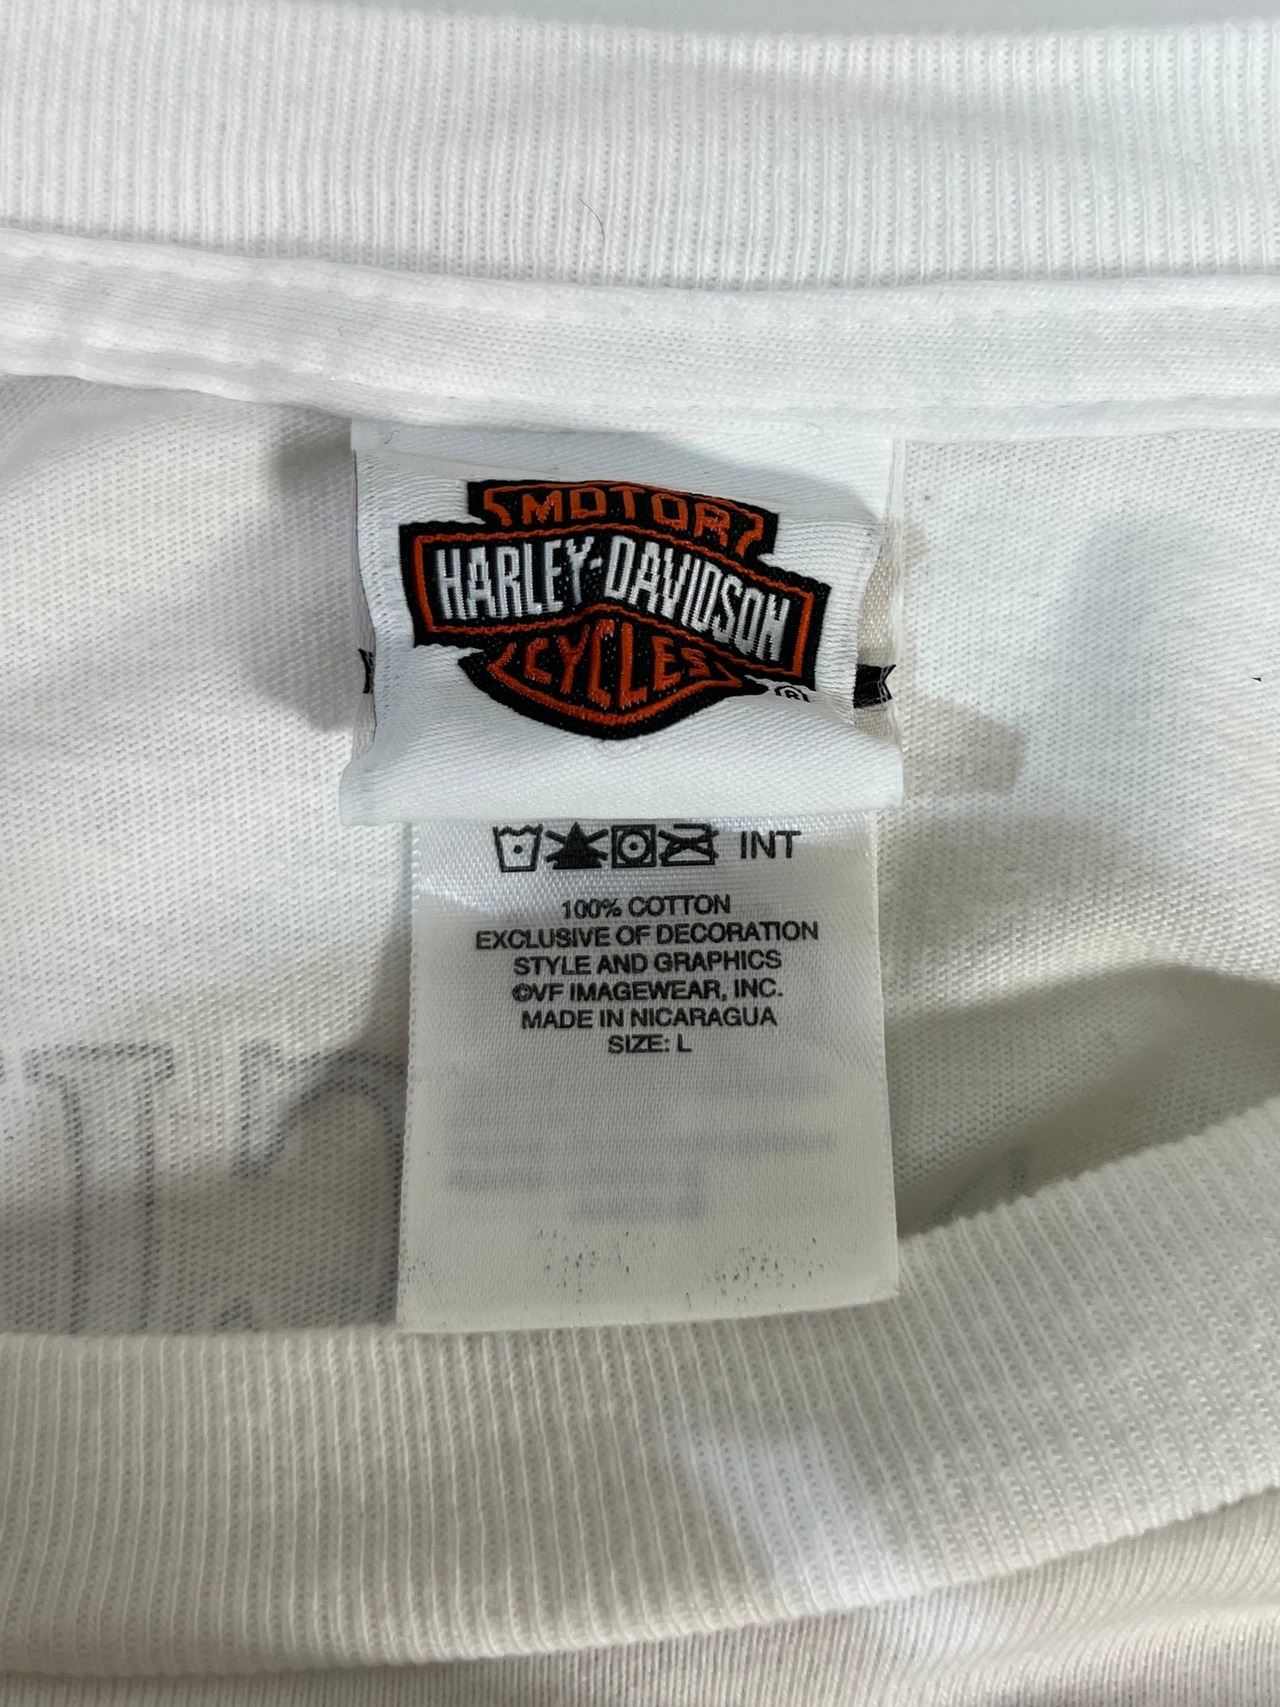 MOTOR
HARLEY-DAVIDSON
CYCLES
®
INT
100% COTTON
EXCLUSIVE OF DECORATION
STYLE AND GRAPHICS
©VF IMAGEWEAR, INC.
MADE IN NICARAGUA
SIZE: L